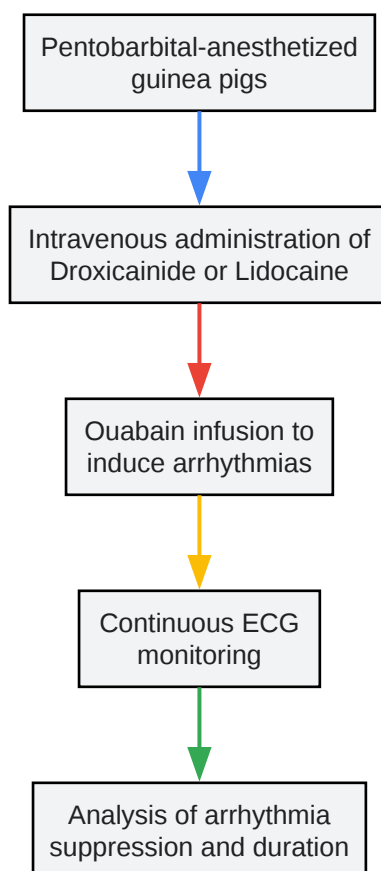 Pentobarbital-anesthetized
guinea pigs
Intravenous administration of
Droxicainide or Lidocaine
Ouabain infusion to
induce arrhythmias
Continuous ECG
monitoring
Analysis of arrhythmia
suppression and duration